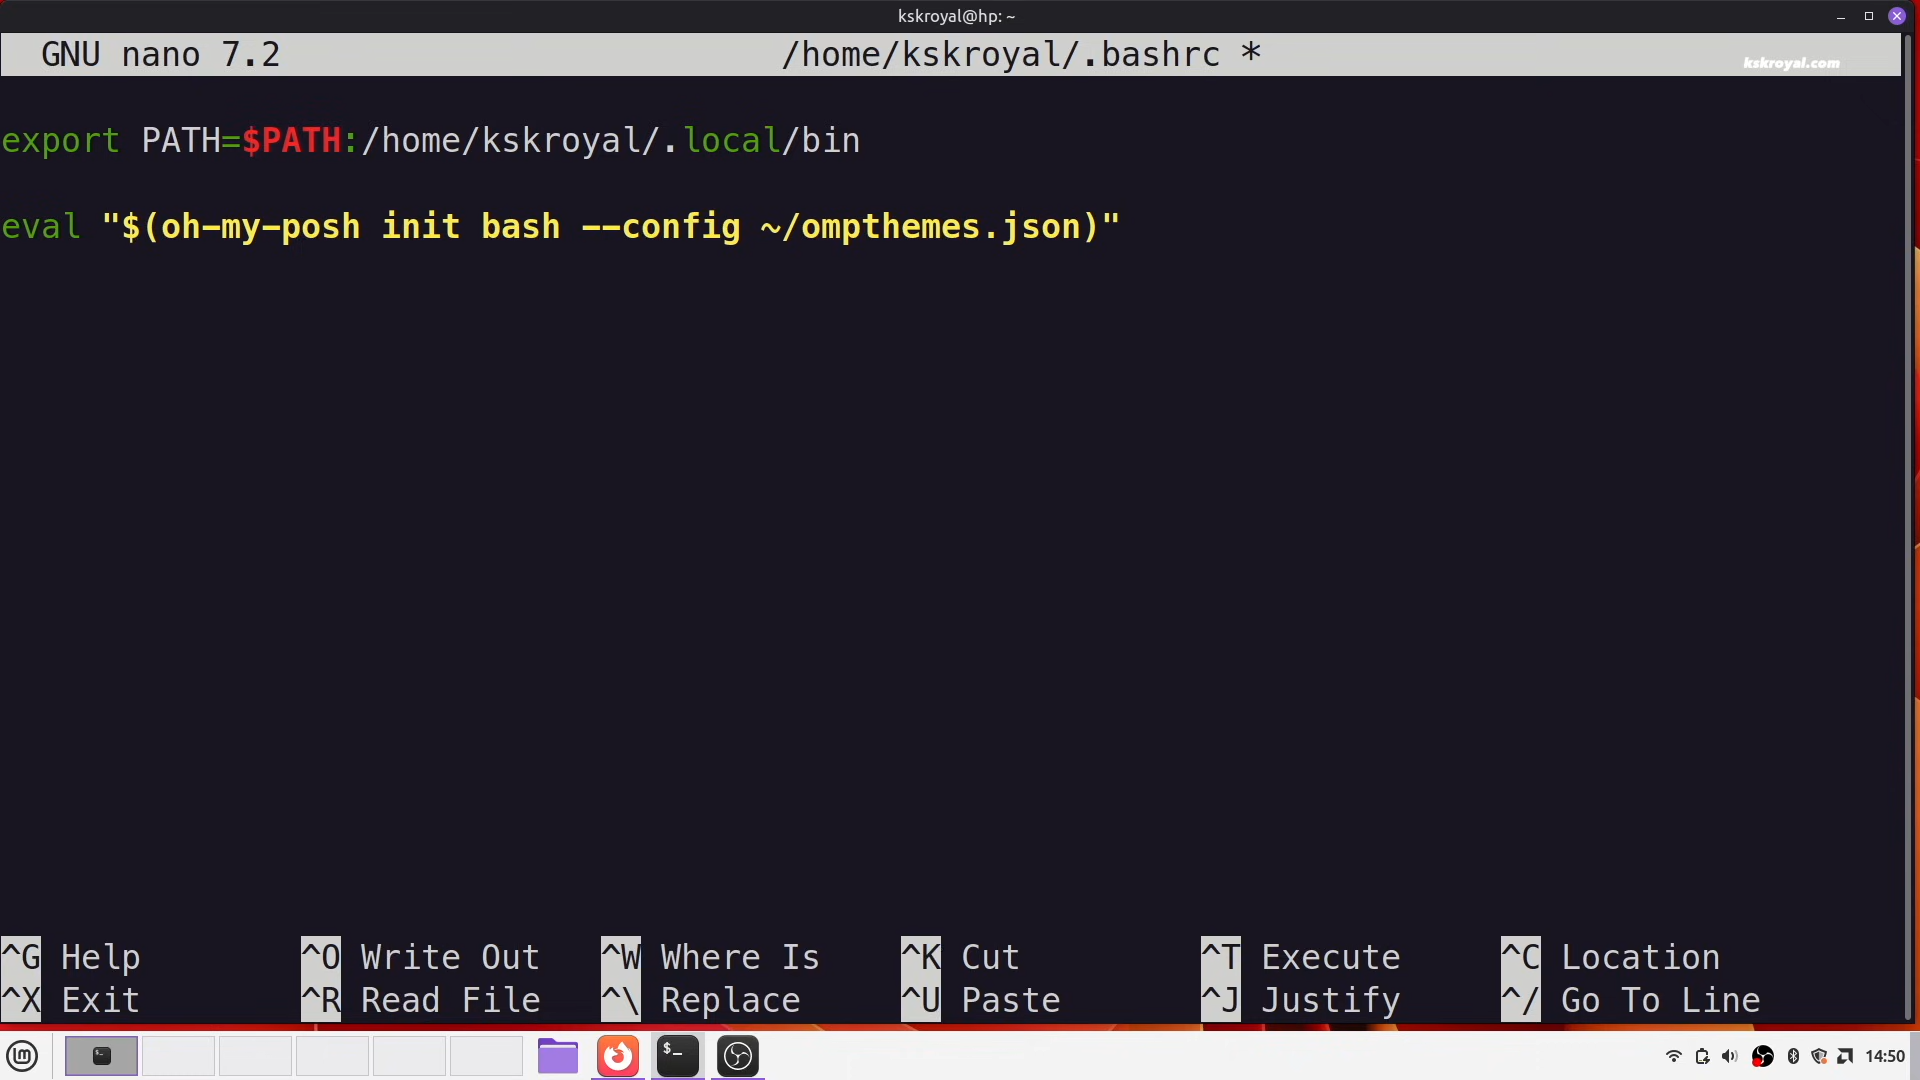 kskroyal@hp: ~
GNU nano 7.2 /home/kskroyal/.bashrc *
kskroyal.com
export PATH=$PATH:/home/kskroyal/.local/bin
eval "$(oh-my-posh init bash --config ~/ompthemes.json)"
^G Help ^O Write Out ^W Where Is ^K Cut ^T Execute ^C Location
^X Exit ^R Read File ^\ Replace ^U Paste ^J Justify ^/ Go To Line
14:50